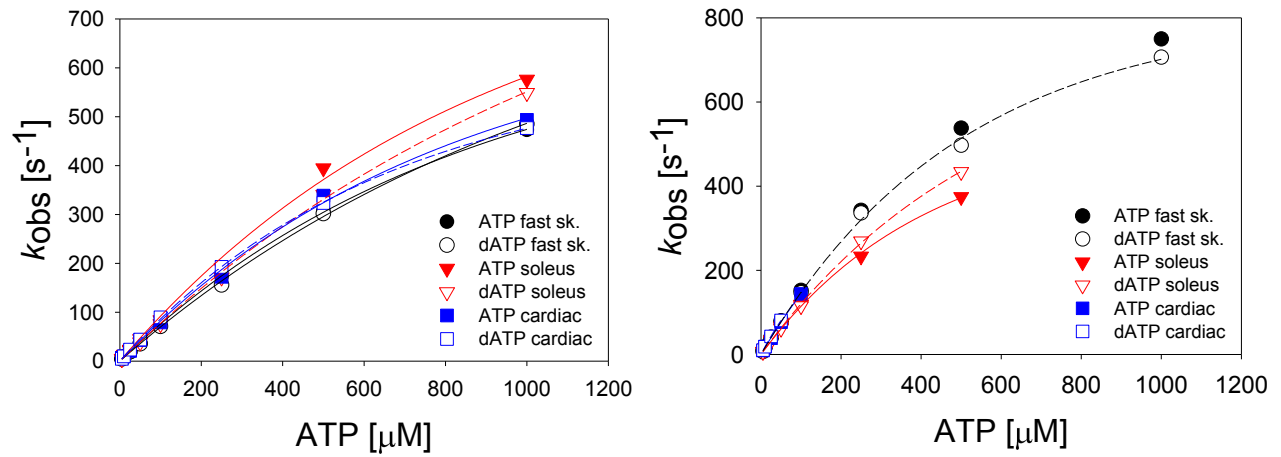 700
600
500
400
300
200
100
0
kobs [s-1]
0 200 400 600 800 1000 1200
ATP [μM]
ATP fast sk.
dATP fast sk.
ATP soleus
dATP soleus
ATP cardiac
dATP cardiac
800
600
400
200
0
kobs [s-1]
0 200 400 600 800 1000 1200
ATP [μM]
ATP fast sk.
dATP fast sk.
ATP soleus
dATP soleus
ATP cardiac
dATP cardiac